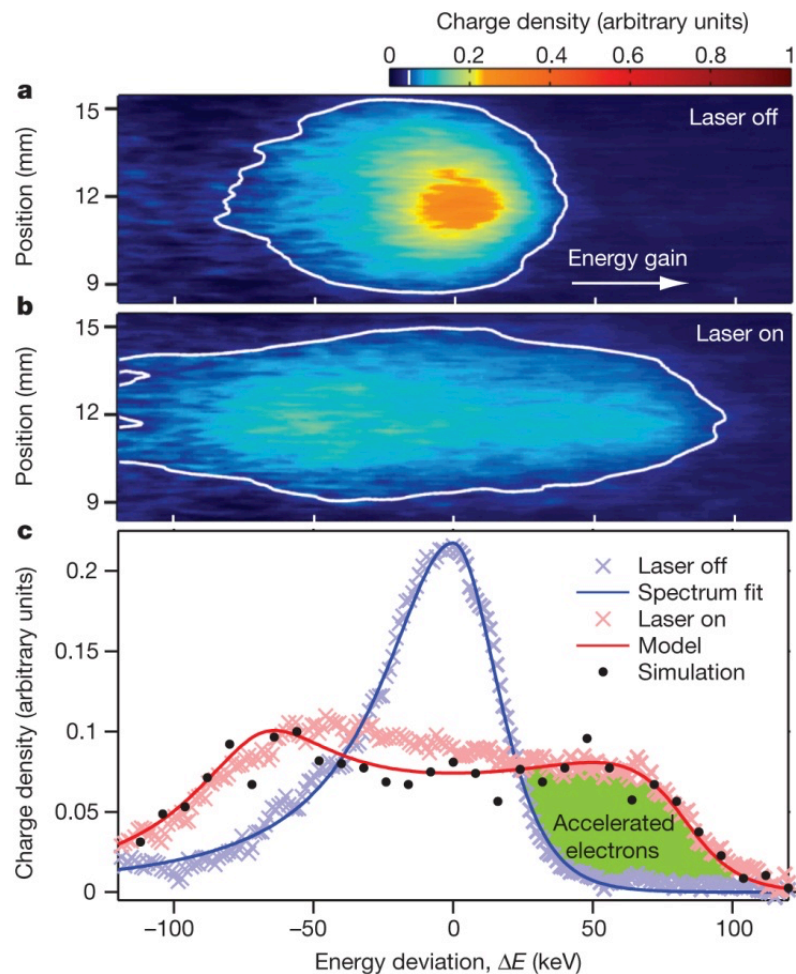 Charge density (arbitrary units)
0 0.2 0.4 0.6 0.8 1
a
Laser off
15
12
9
Position (mm)
Energy gain
b
Laser on
15
12
9
Position (mm)
c
0.2
0.15
0.1
0.05
0
Charge density (arbitrary units)
Laser off
Spectrum fit
Laser on
Model
Simulation
Accelerated
electrons
−100 −50 0 50 100
Energy deviation, ΔE (keV)